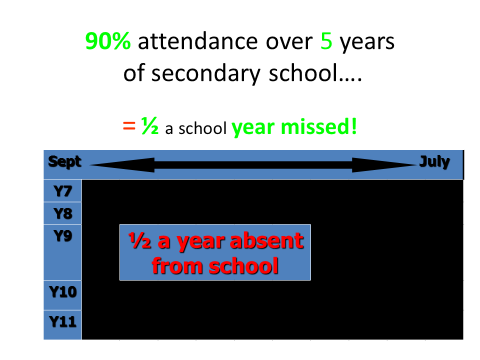 90% attendance over 5 years
of secondary school….
= ½ a school year missed!
Sept July
Y7
Y8
Y9
½ a year absent
from school
Y10
Y11